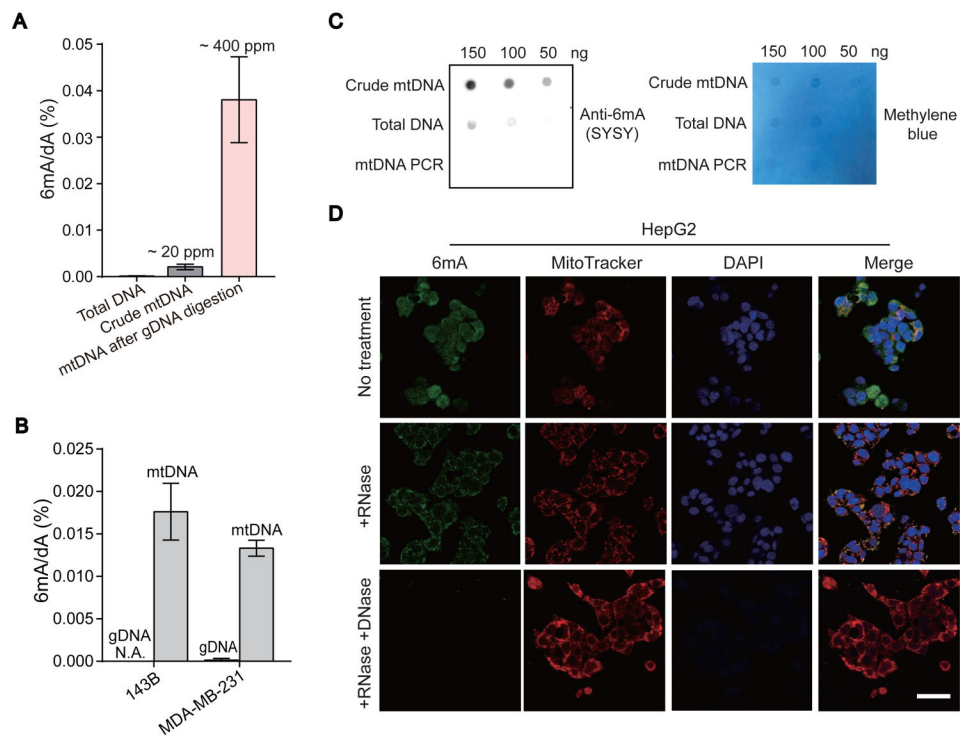 A
6mA/dA (%)
0.05
0.04
0.03
0.02
0.01
0.00
~ 400 ppm
~ 20 ppm
Total DNA
Crude mtDNA
mtDNA after gDNA digestion
B
6mA/dA (%)
0.025
0.020
0.015
0.010
0.005
0.000
mtDNA
mtDNA
gDNA
N.A.
gDNA
143B
MDA-MB-231
C
150 100 50 ng
Crude mtDNA
Total DNA
mtDNA PCR
Anti-6mA
(SYSY)
150 100 50 ng
Crude mtDNA
Total DNA
mtDNA PCR
Methylene
blue
D
HepG2
6mA MitoTracker DAPI Merge
No treatment
+RNase
+RNase +DNase